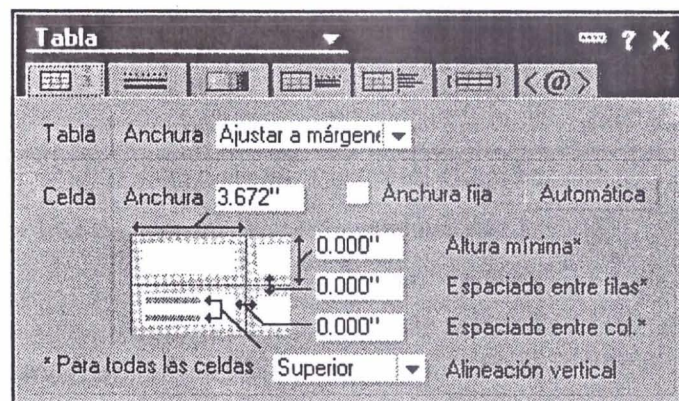 Tabla ?
<@>
Tabla Anchura Ajustar a márgene
Celda Anchura 3.672" Anchura fija Automática
0.000" Altura mínima*
0.000" Espaciado entre filas*
0.000" Espaciado entre col.*
* Para todas las celdas Superior Alineación vertical